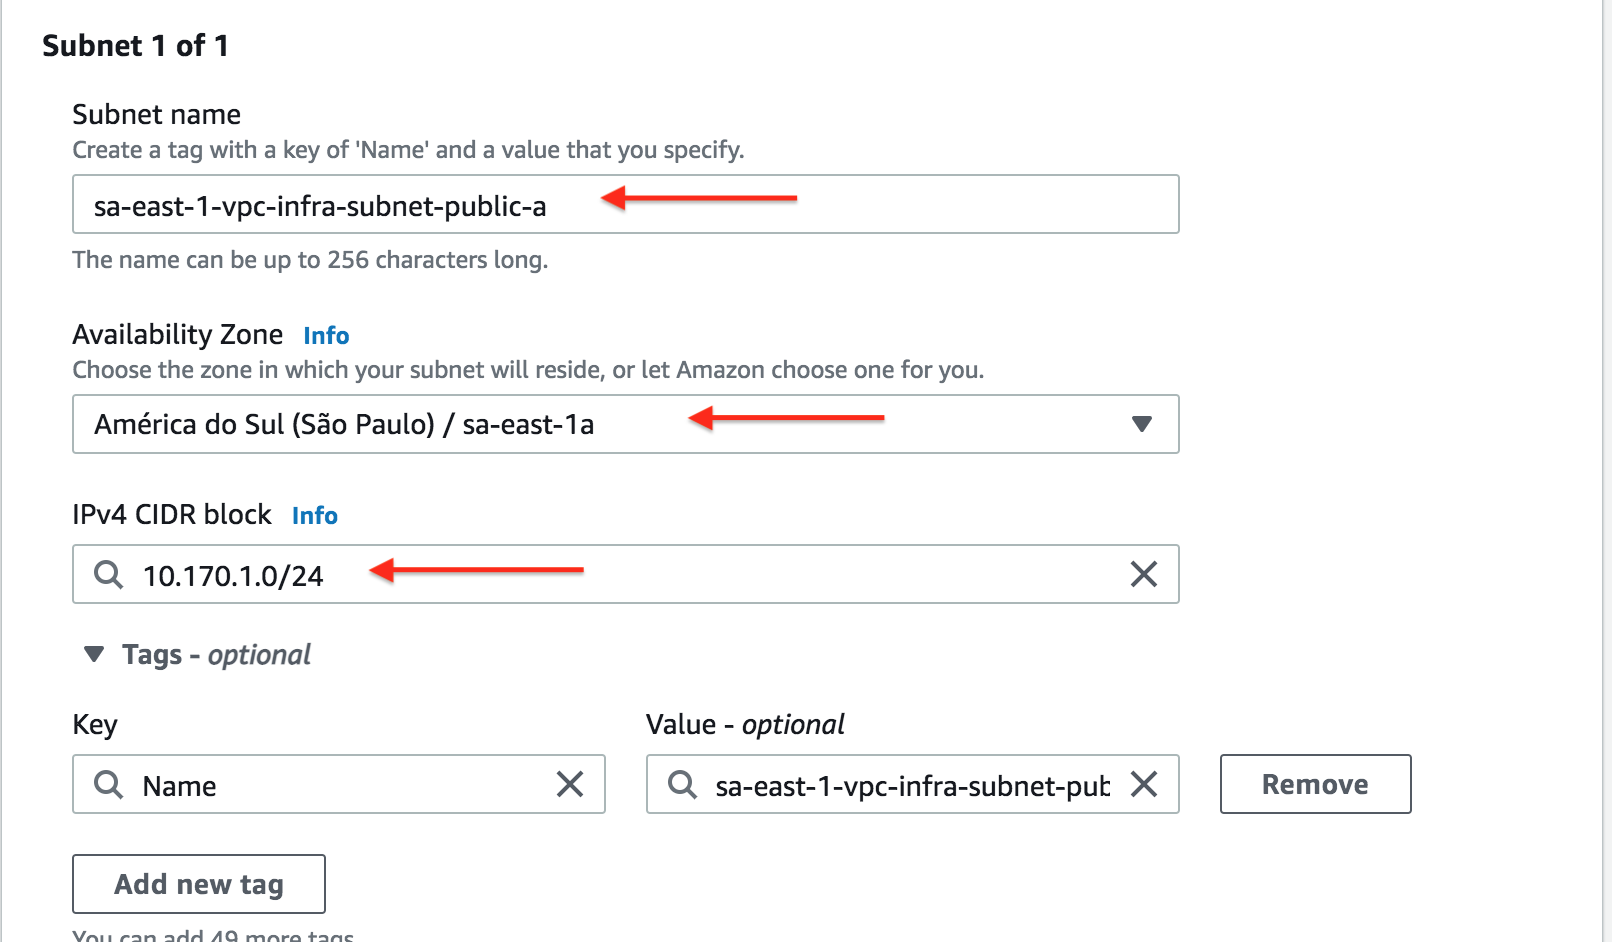 Subnet 1 of 1
Subnet name
Create a tag with a key of 'Name' and a value that you specify.
sa-east-1-vpc-infra-subnet-public-a
The name can be up to 256 characters long.
Availability Zone Info
Choose the zone in which your subnet will reside, or let Amazon choose one for you.
América do Sul (São Paulo) / sa-east-1a
IPv4 CIDR block Info
10.170.1.0/24
Tags - optional
Key
Value - optional
Name
sa-east-1-vpc-infra-subnet-pub
Remove
Add new tag
You can add 49 more tags